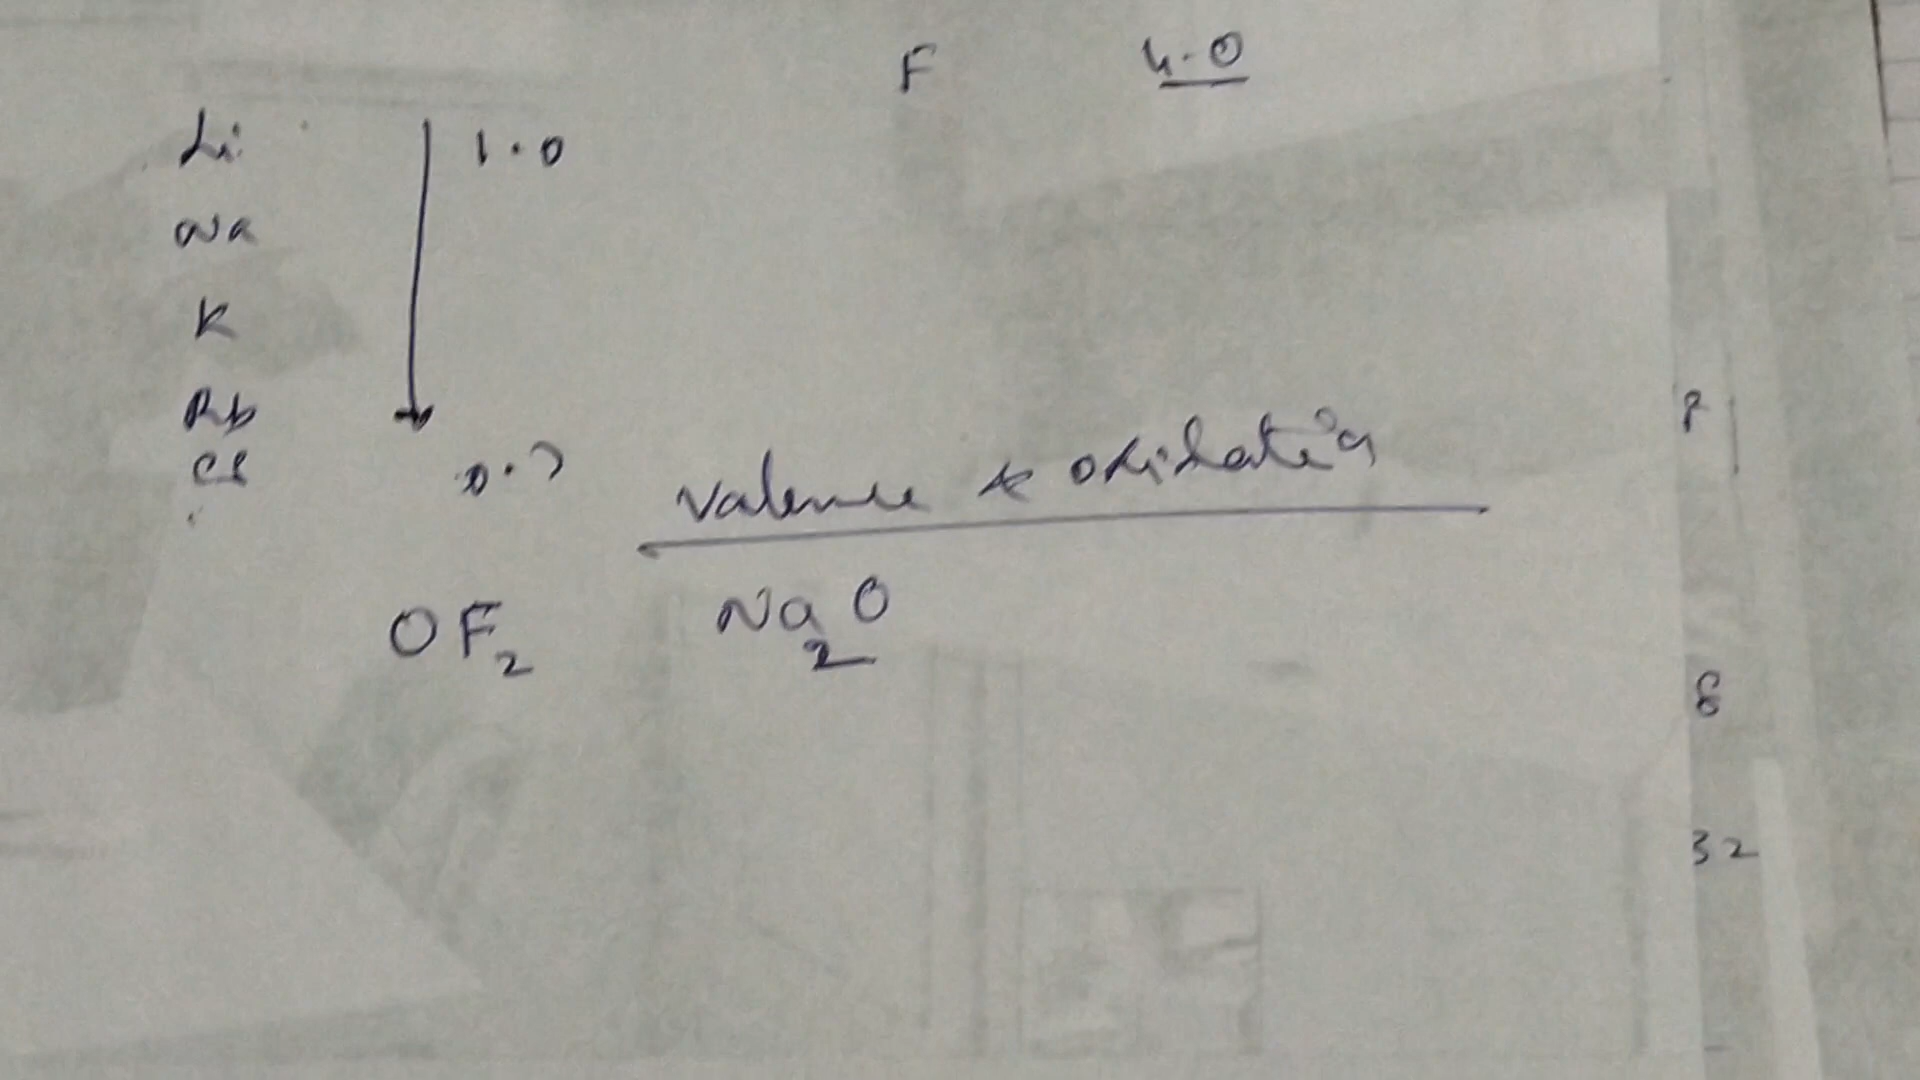 F 4.0
Li 1.0
Na
K
Rb
Cs 0.7
Valence & oxidation
OF2 Na2O
8
32